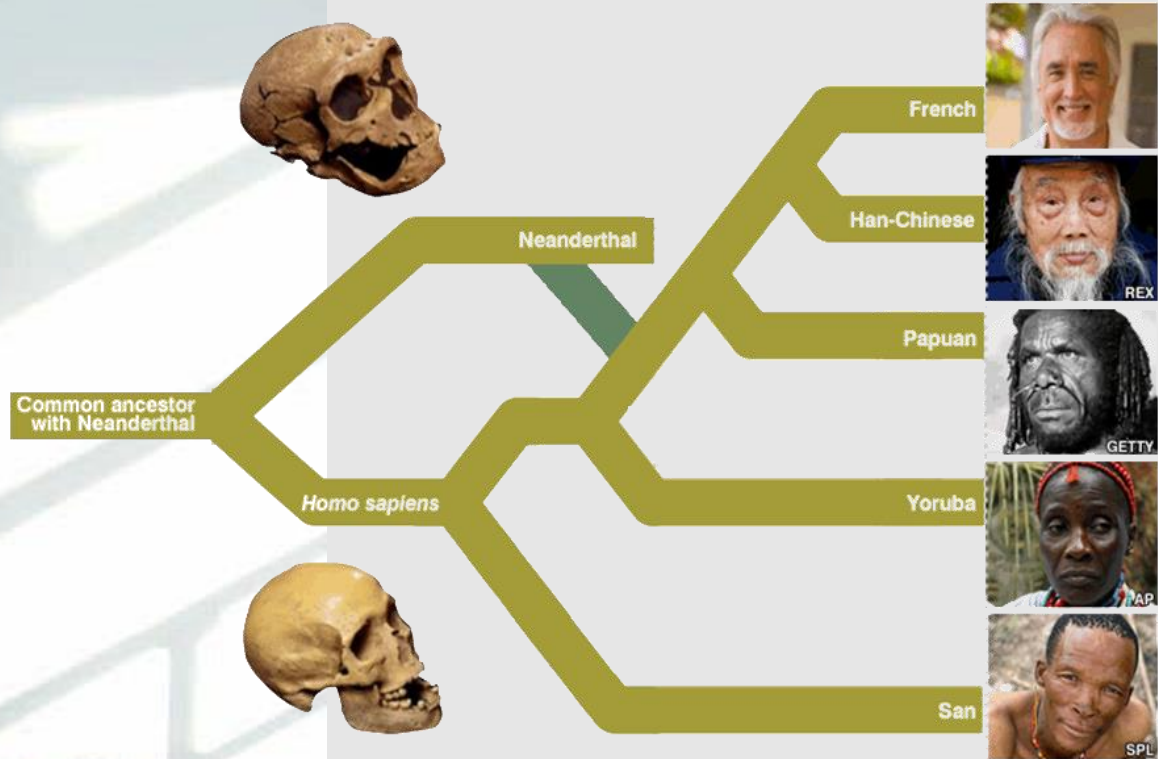 French
Han-Chinese
REX
Neanderthal
Papuan
Common ancestor
with Neanderthal
GETTY
Homo sapiens
Yoruba
AP
San
SPL